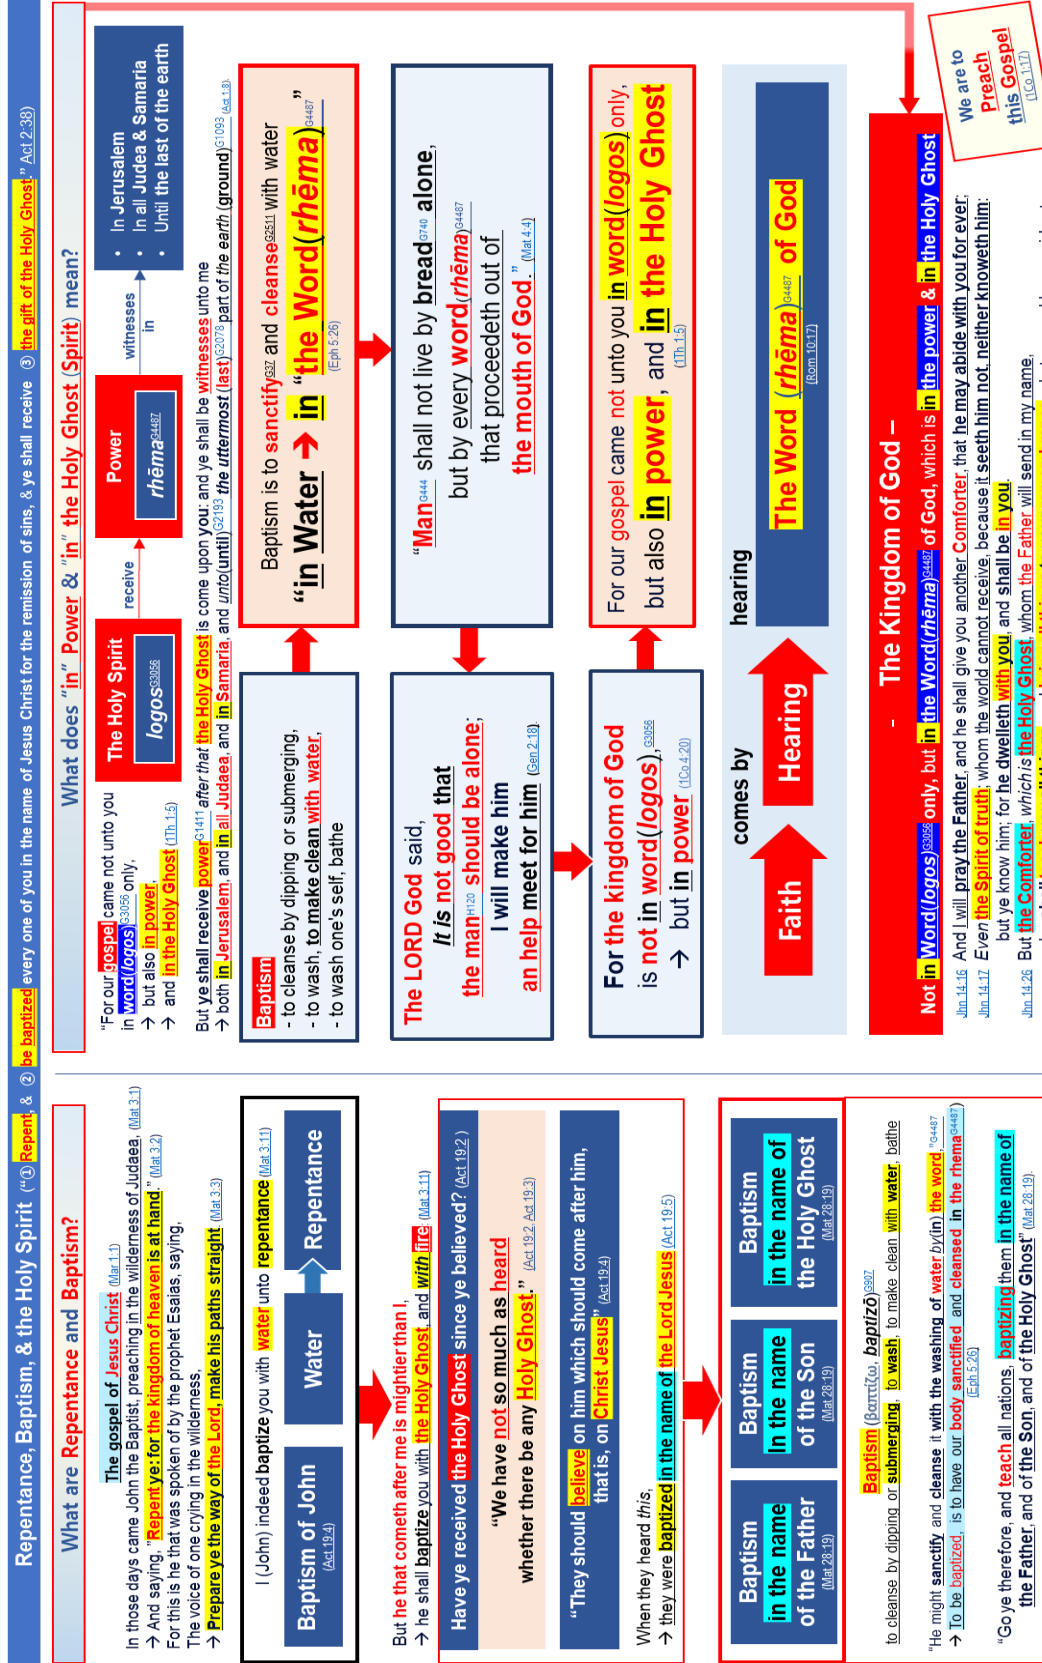 Repentance, Baptism, & the Holy Spirit (“① Repent, & ② be baptized every one of you in the name of Jesus Christ for the remission of sins, & ye shall receive ③ the gift of the Holy Ghost.” Act 2:38)
What are Repentance and Baptism?
The gospel of Jesus Christ (Mar 1:1)
In those days came John the Baptist, preaching in the wilderness of Judaea, (Mat 3:1)
→ And saying, "Repent ye: for the kingdom of heaven is at hand." (Mat 3:2)
For this is he that was spoken of by the prophet Esaias, saying,
The voice of one crying in the wilderness,
→ Prepare ye the way of the Lord, make his paths straight (Mat 3:3)
I (John) indeed baptize you with water unto repentance (Mat 3:11)
Baptism of John
(Act 19:4)
Water
Repentance
But he that cometh after me is mightier than I,
→ he shall baptize you with the Holy Ghost, and with fire: (Mat 3:11)
Have ye received the Holy Ghost since ye believed? (Act 19:2)
“We have not so much as heard
whether there be any Holy Ghost.” (Act 19:2, Act 19:3)
“They should believe on him which should come after him,
that is, on Christ Jesus” (Act 19:4)
When they heard this,
→ they were baptized in the name of the Lord Jesus (Act 19:5)
Baptism
in the name
of the Father
(Mat 28:19)
Baptism
in the name
of the Son
(Mat 28:19)
Baptism
in the name of
the Holy Ghost
(Mat 28:19)
Baptism (βαπτίζω, baptizō)G907
to cleanse by dipping or submerging, to wash, to make clean with water, bathe
“He might sanctify and cleanse it with the washing of water by(in) the word,”G4487
→ To be baptized, is to have our body sanctified and cleansed in the rhemaG4487)
(Eph 5:26)
“Go ye therefore, and teach all nations, baptizing them in the name of
the Father, and of the Son, and of the Holy Ghost” (Mat 28:19).
What does “in” Power & “in” the Holy Ghost (Spirit) mean?
“For our gospel came not unto you
in word(logos)G3056 only,
→ but also in power,
→ and in the Holy Ghost (1Th 1:5)
The Holy Spirit
logosG3056
receive
Power
rhēmaG4487
witnesses
in
• In Jerusalem
• In all Judea & Samaria
• Until the last of the earth
But ye shall receive powerG1411 after that the Holy Ghost is come upon you: and ye shall be witnesses unto me
→ both in Jerusalem, and in all Judaea, and in Samaria, and unto(until)G2193 the uttermost (last)G2078 part of the earth (ground)G1093 (Act 1:8).
Baptism
- to cleanse by dipping or submerging,
- to wash, to make clean with water,
- to wash one's self, bathe
Baptism is to sanctifyG37 and cleanseG2511 with water
“in Water → in “the Word(rhēma)G4487”
(Eph 5:26)
The LORD God said,
It is not good that
the manH120 should be alone;
I will make him
an help meet for him (Gen 2:18).
“ManG444 shall not live by breadG740 alone,
but by every word(rhēma)G4487
that proceedeth out of
the mouth of God.” (Mat 4:4)
For the kingdom of God
is not in word(logos),G3056
→ but in power (1Co 4:20)
For our gospel came not unto you in word(logos) only,
but also in power, and in the Holy Ghost
(1Th 1:5)
comes by
hearing
Faith
Hearing
The Word (rhēma)G4487 of God
(Rom 10:17)
- The Kingdom of God –
Not in Word(logos)G3056 only, but in the Word(rhēma)G4487 of God, which is in the power & in the Holy Ghost
We are to
Preach
this Gospel
(1Co 1:17)
Jhn 14:16 And I will pray the Father, and he shall give you another Comforter, that he may abide with you for ever;
Jhn 14:17 Even the Spirit of truth; whom the world cannot receive, because it seeth him not, neither knoweth him:
but ye know him; for he dwelleth with you, and shall be in you.
Jhn 14:26 But the Comforter, which is the Holy Ghost, whom the Father will send in my name,